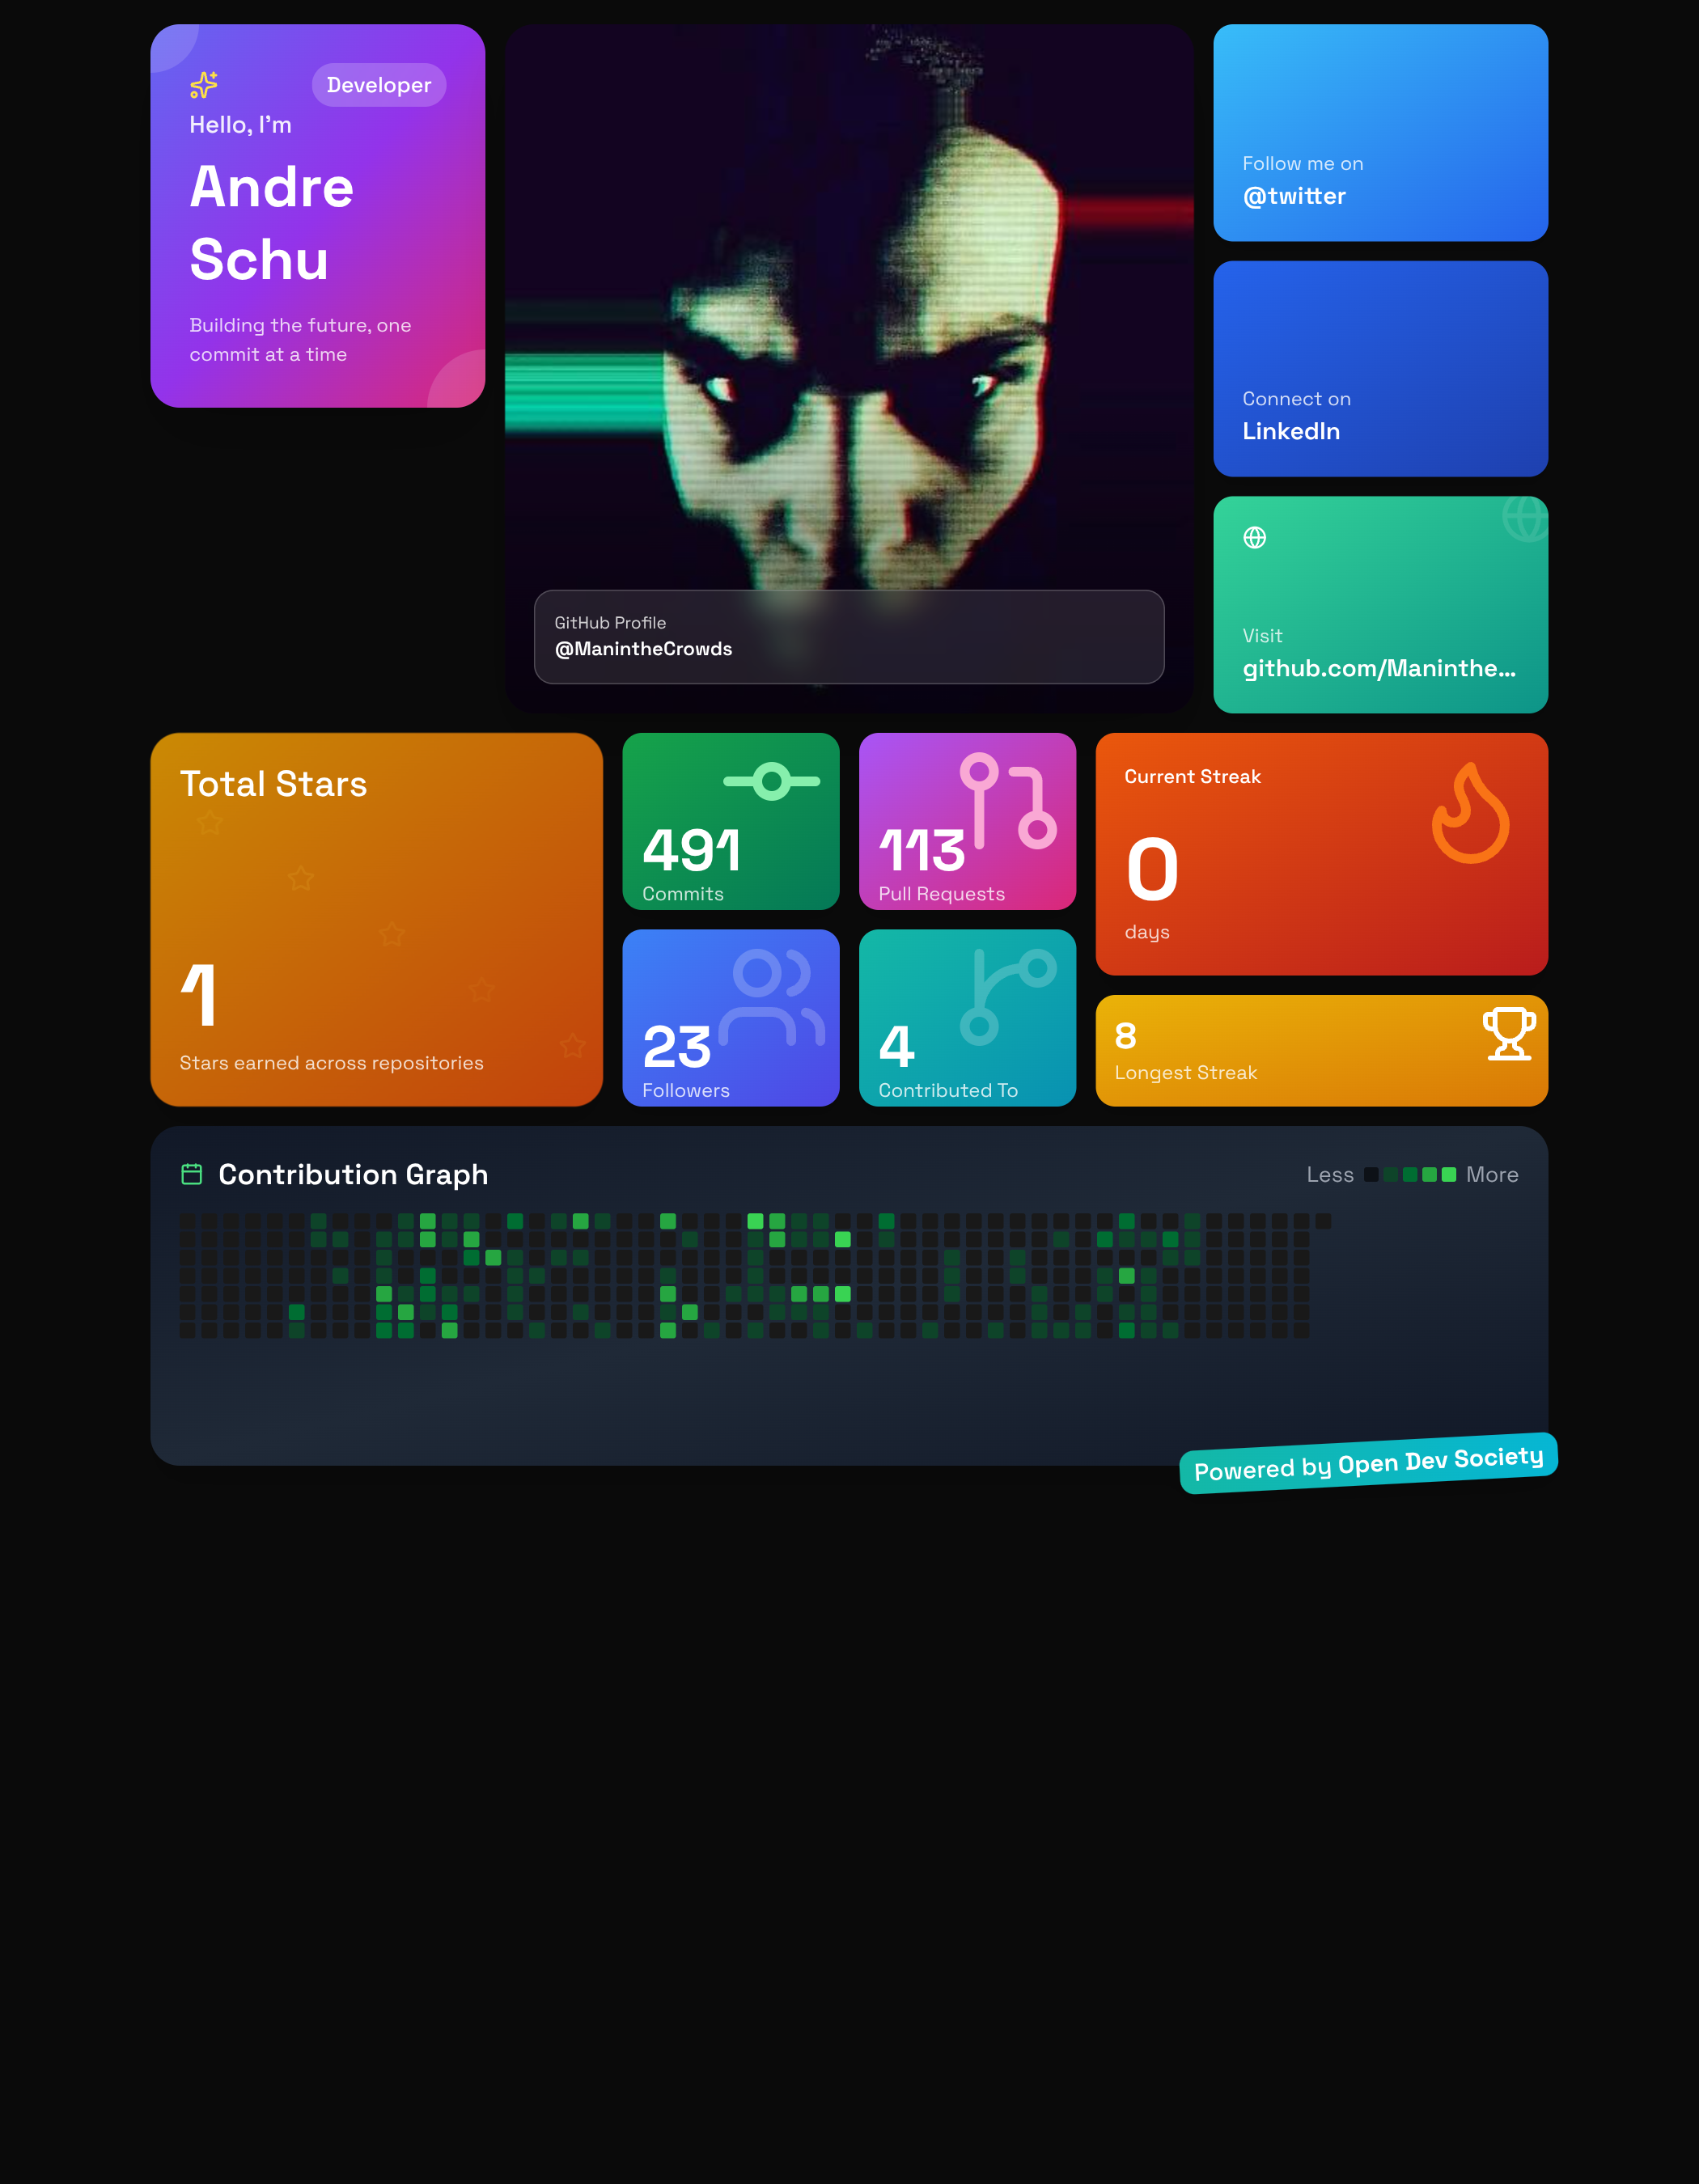 Developer
Hello, I'm
Andre
Schu
Building the future, one
commit at a time
GitHub Profile
@ManintheCrowds
Follow me on
@twitter
Connect on
LinkedIn
Visit
github.com/Maninthe...
Total Stars
1
Stars earned across repositories
491
Commits
113
Pull Requests
23
Followers
4
Contributed To
Current Streak
0
days
8
Longest Streak
Contribution Graph
Less More
Powered by Open Dev Society